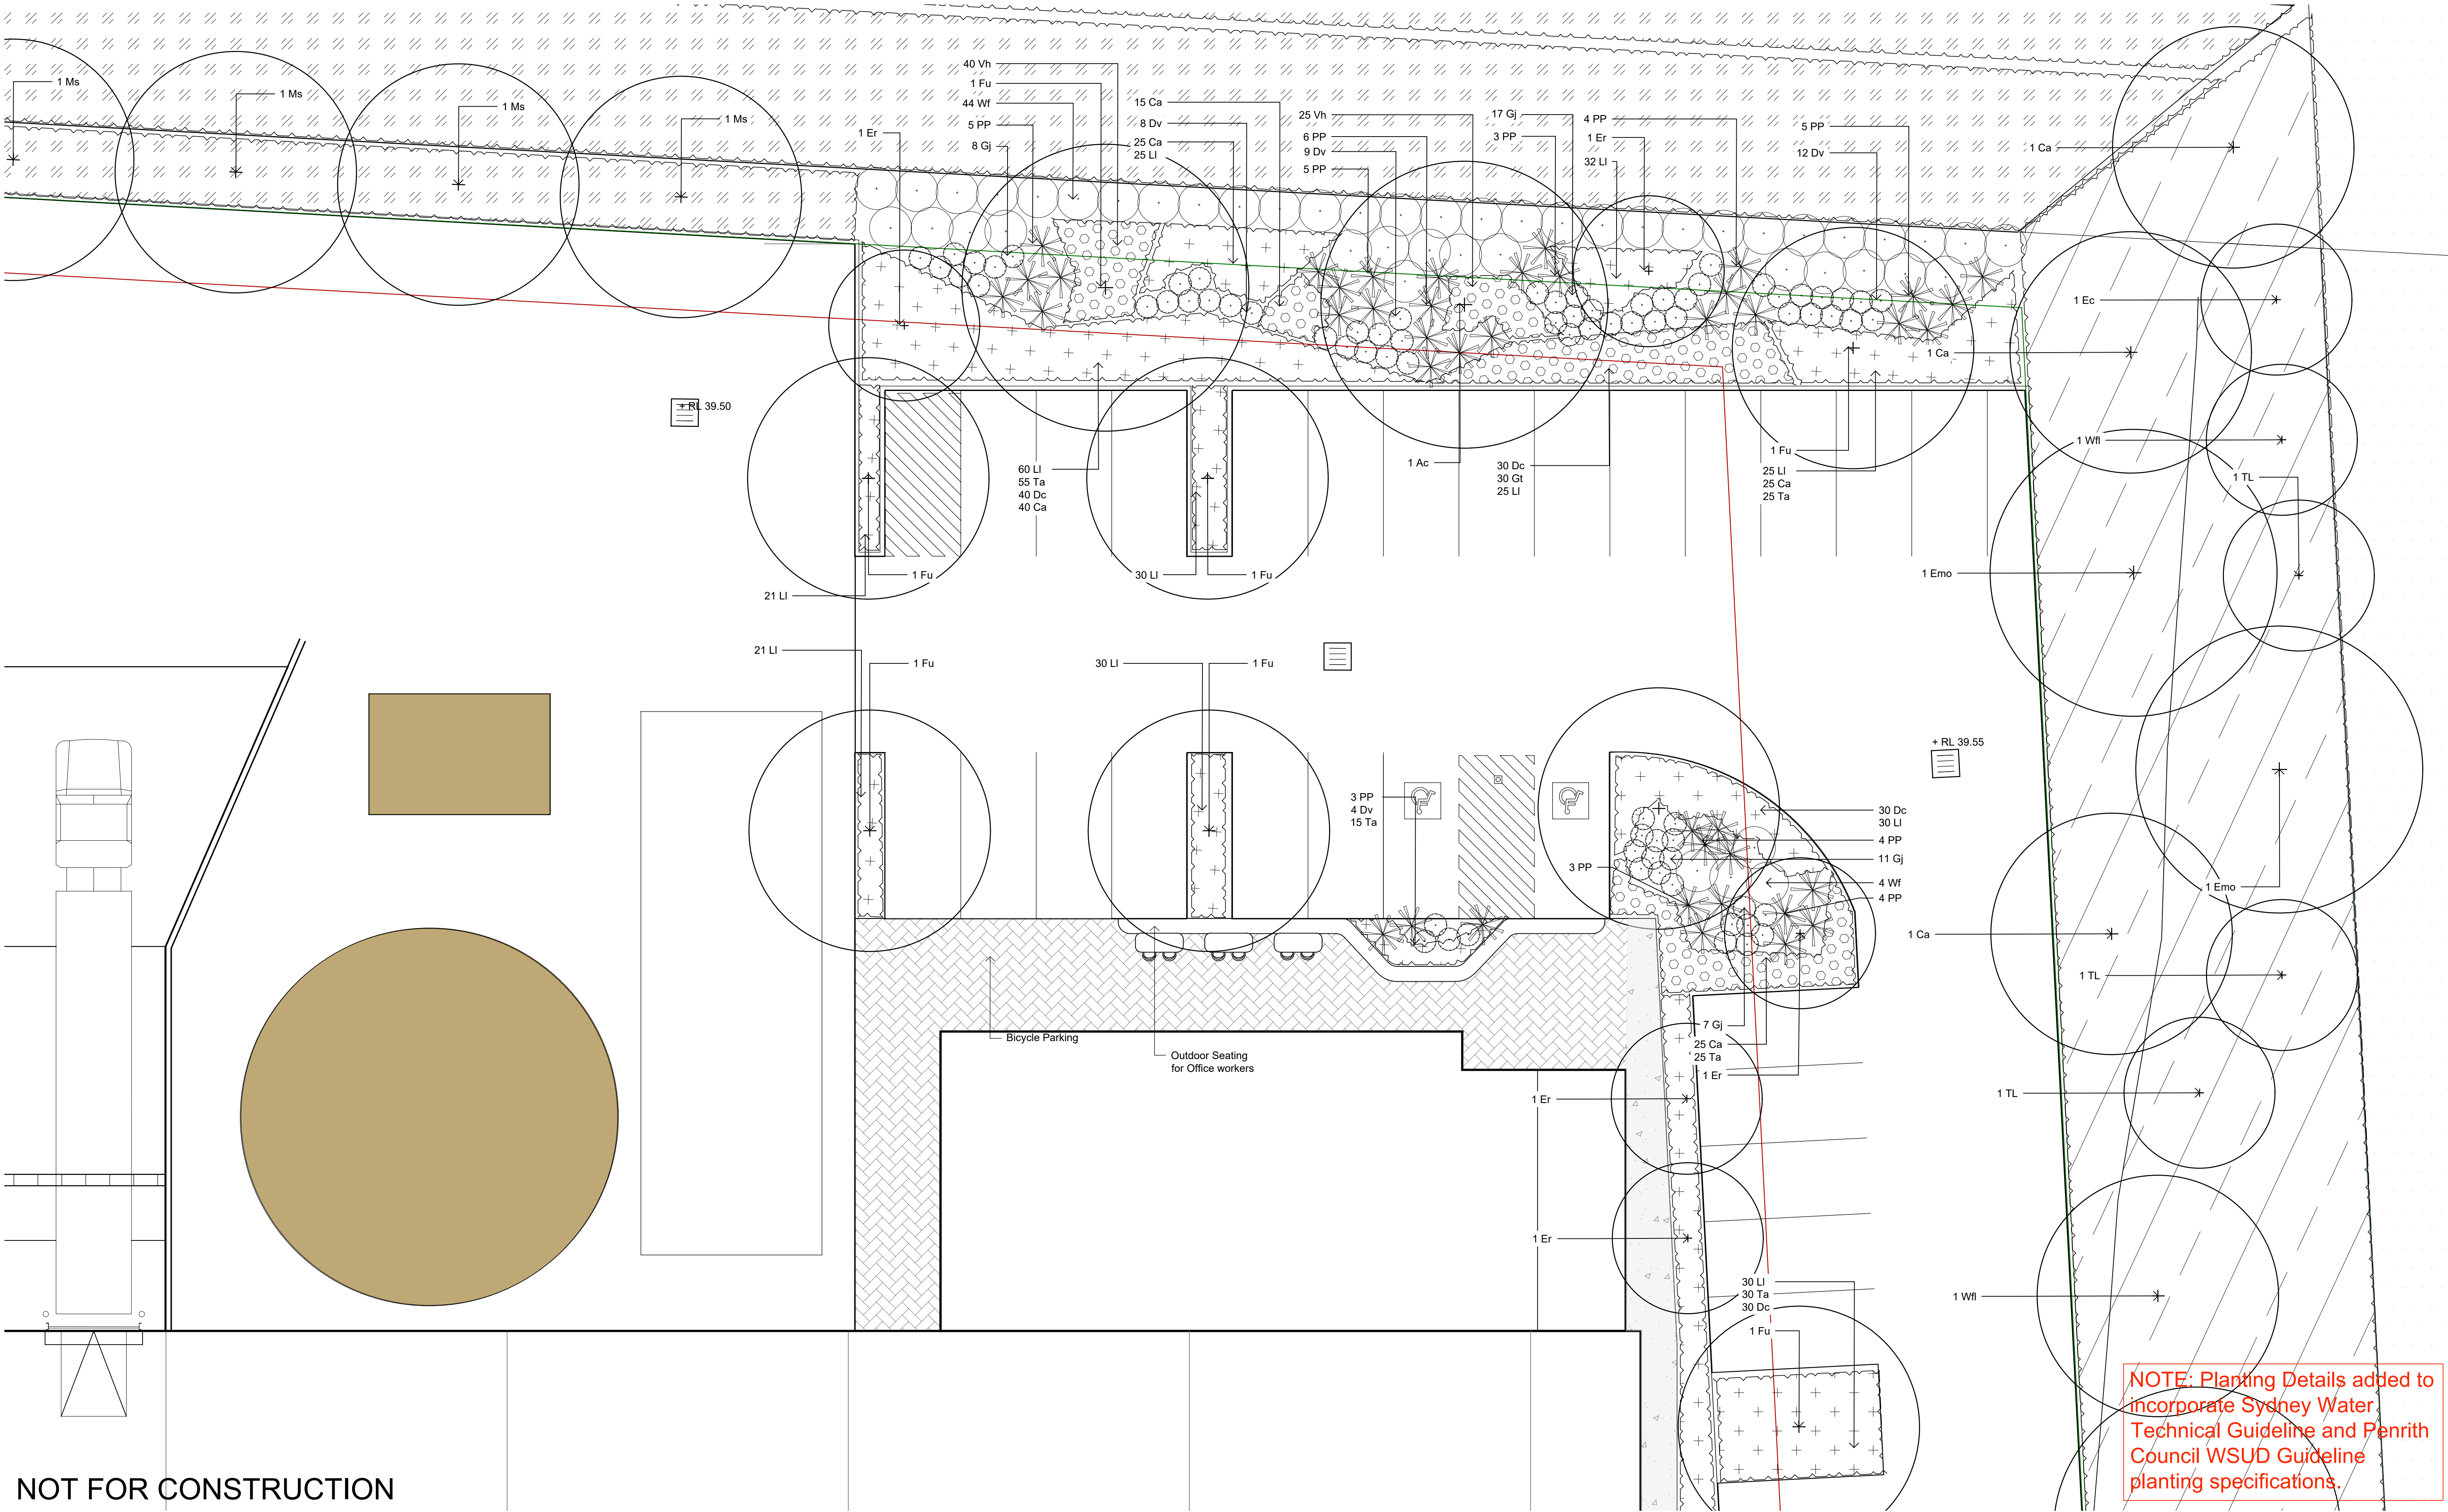 1 Ms
1 Ms
1 Ms
1 Ms
1 Er
40 Vh
1 Fu
44 Wf
5 PP
8 Gj
15 Ca
8 Dv
25 Ca
25 Ll
25 Vh
6 PP
9 Dv
5 PP
17 Gj
3 PP
4 PP
1 Er
32 Ll
5 PP
12 Dv
1 Ca
1 Ec
1 Ca
1 Wfl
1 TL
1 Emo
+ RL 39.50
60 Ll
55 Ta
40 Dc
40 Ca
1 Ac
30 Dc
30 Gt
25 Ll
1 Fu
25 Ll
25 Ca
25 Ta
1 Fu
21 Ll
30 Ll
1 Fu
21 Ll
1 Fu
30 Ll
1 Fu
+ RL 39.55
3 PP
4 Dv
15 Ta
3 PP
30 Dc
30 Ll
4 PP
11 Gj
4 Wf
4 PP
1 Emo
1 Ca
1 TL
1 TL
7 Gj
25 Ca
25 Ta
1 Er
1 Er
1 Er
Bicycle Parking
Outdoor Seating
for Office workers
30 Ll
30 Ta
30 Dc
1 Fu
1 Wfl
NOTE: Planting Details added to
incorporate Sydney Water
Technical Guideline and Penrith
Council WSUD Guideline
planting specifications.
NOT FOR CONSTRUCTION